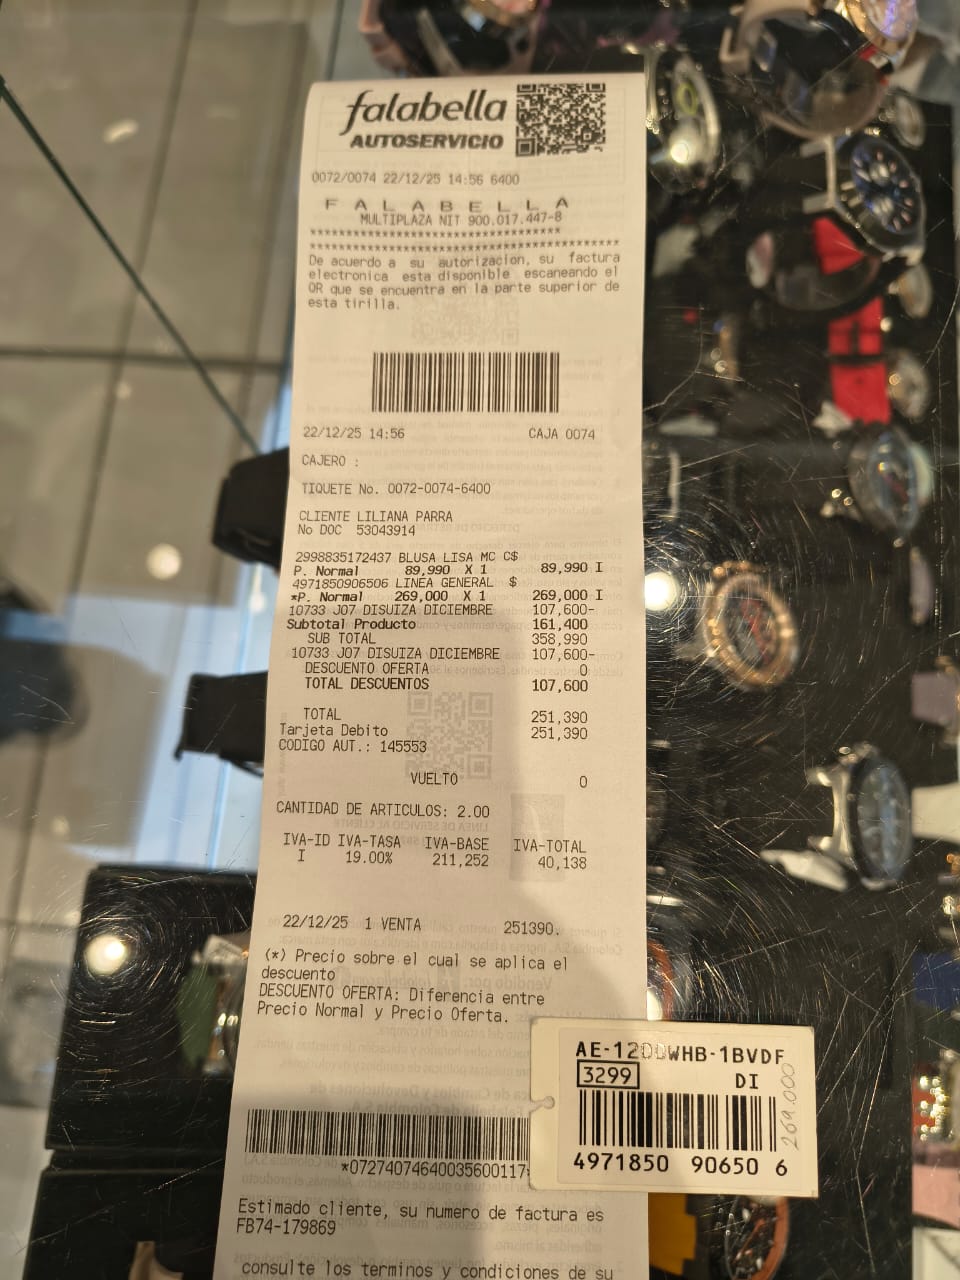 falabella
AUTOSERVICIO
0072/0074 22/12/25 14:56 6400
F A L A B E L L A
MULTIPLAZA NIT 900.017.447-8
*************************************
*********************************************
De acuerdo a su autorizacion, su factura
electronica esta disponible escaneando el
QR que se encuentra en la parte superior de
esta tirilla.
22/12/25 14:56 CAJA 0074
CAJERO :
TIQUETE No. 0072-0074-6400
CLIENTE LILIANA PARRA
No DOC 53043914
2998835172437 BLUSA LISA MC C$
P. Normal 89,990 X 1 89,990 I
4971850906506 LINEA GENERAL $
*P. Normal 269,000 X 1 269,000 I
10733 J07 DISUIZA DICIEMBRE 107,600-
Subtotal Producto 161,400
SUB TOTAL 358,990
10733 J07 DISUIZA DICIEMBRE 107,600-
DESCUENTO OFERTA 0
TOTAL DESCUENTOS 107,600
TOTAL 251,390
Tarjeta Debito 251,390
CODIGO AUT.: 145553
VUELTO 0
CANTIDAD DE ARTICULOS: 2.00
IVA-ID IVA-TASA IVA-BASE IVA-TOTAL
I 19.00% 211,252 40,138
22/12/25 1 VENTA 251390.
(*) Precio sobre el cual se aplica el
descuento
DESCUENTO OFERTA: Diferencia entre
Precio Normal y Precio Oferta.
*07274074640035600117
Estimado cliente, su numero de factura es
FB74-179869
consulte los terminos y condiciones de su
AE-1200WHB-1BVDF
3299 DI
269.000
4971850 90650 6